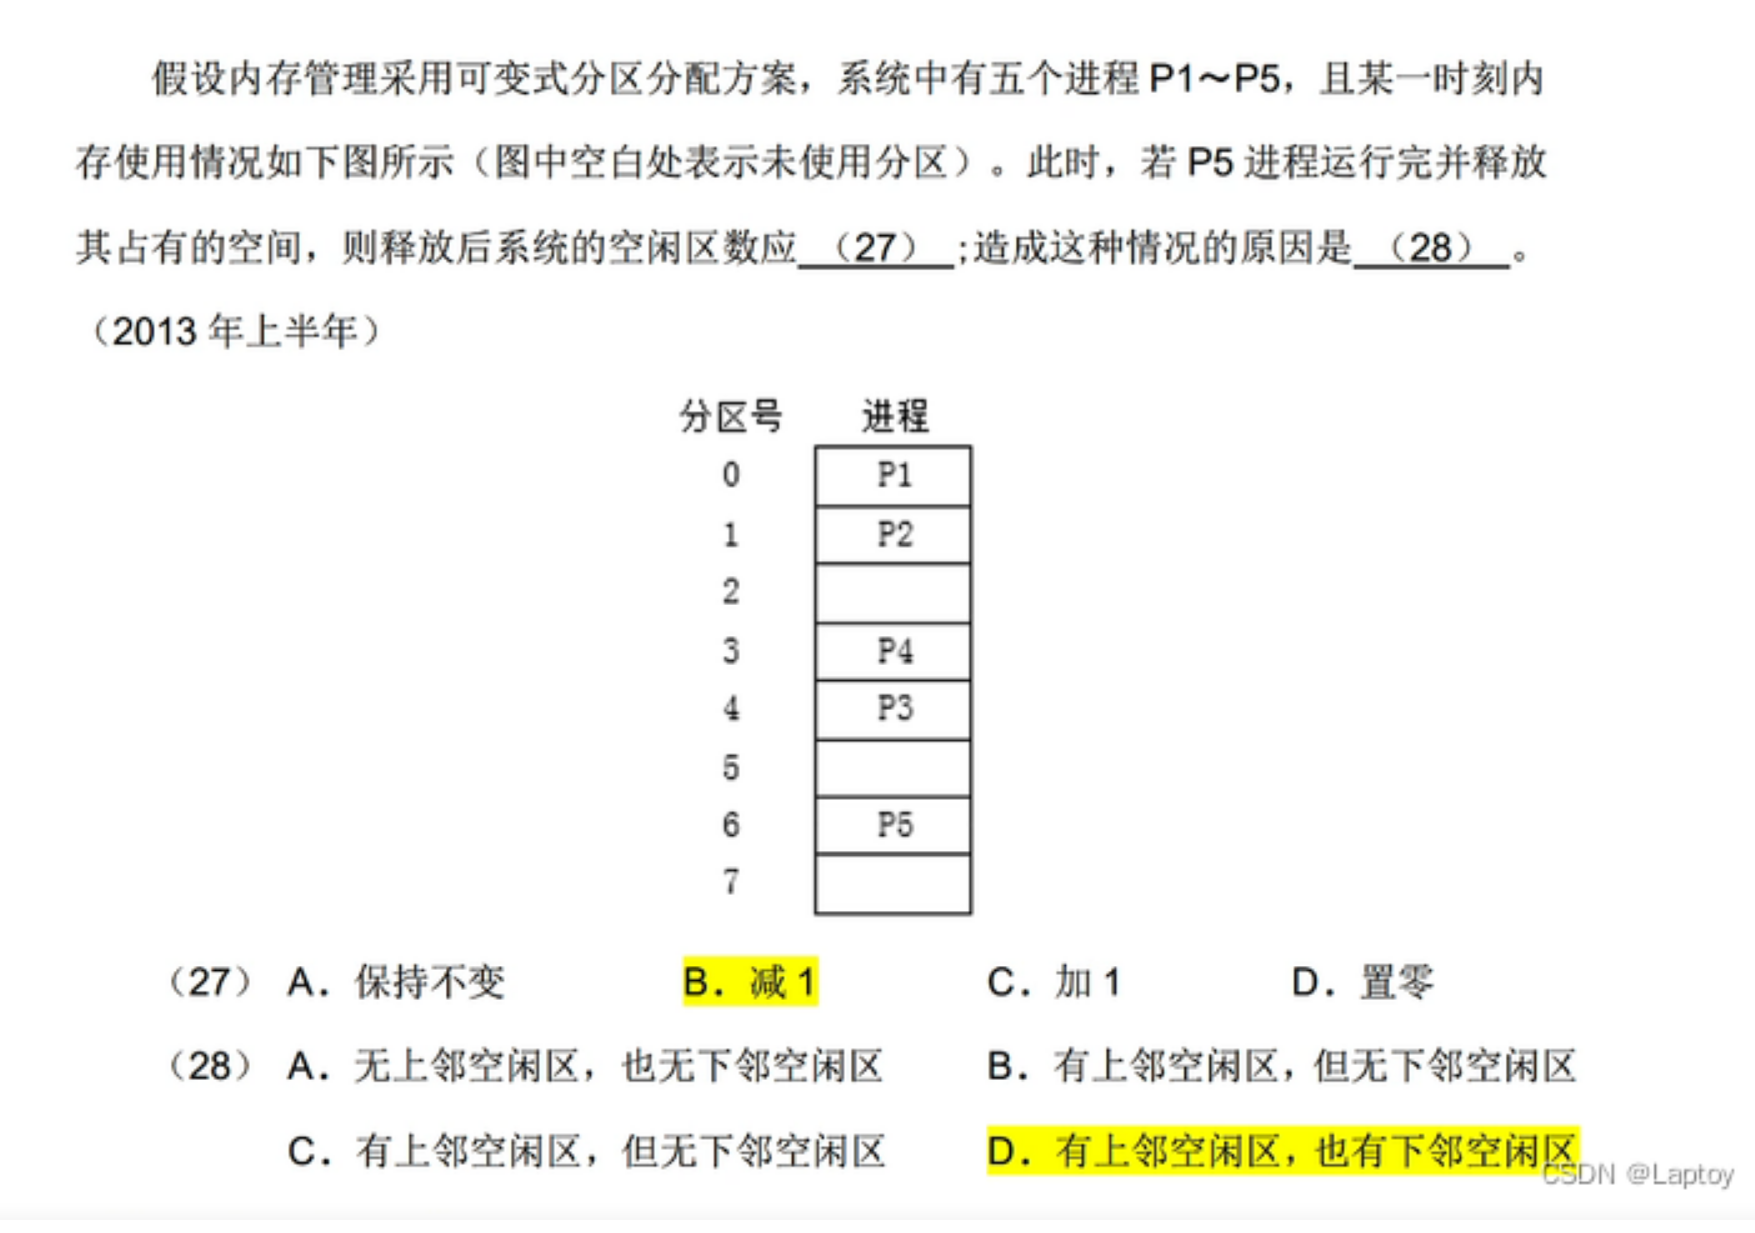 假设内存管理采用可变式分区分配方案，系统中有五个进程 P1～P5，且某一时刻内
存使用情况如下图所示（图中空白处表示未使用分区）。此时，若 P5 进程运行完并释放
其占有的空间，则释放后系统的空闲区数应（27）;造成这种情况的原因是（28）。
（2013 年上半年）
分区号 进程
0 P1
1 P2
2
3 P4
4 P3
5
6 P5
7
（27） A．保持不变 B．减 1 C．加 1 D．置零
（28） A．无上邻空闲区，也无下邻空闲区 B．有上邻空闲区，但无下邻空闲区
C．有上邻空闲区，但无下邻空闲区 D．有上邻空闲区，也有下邻空闲区
CSDN @Laptoy